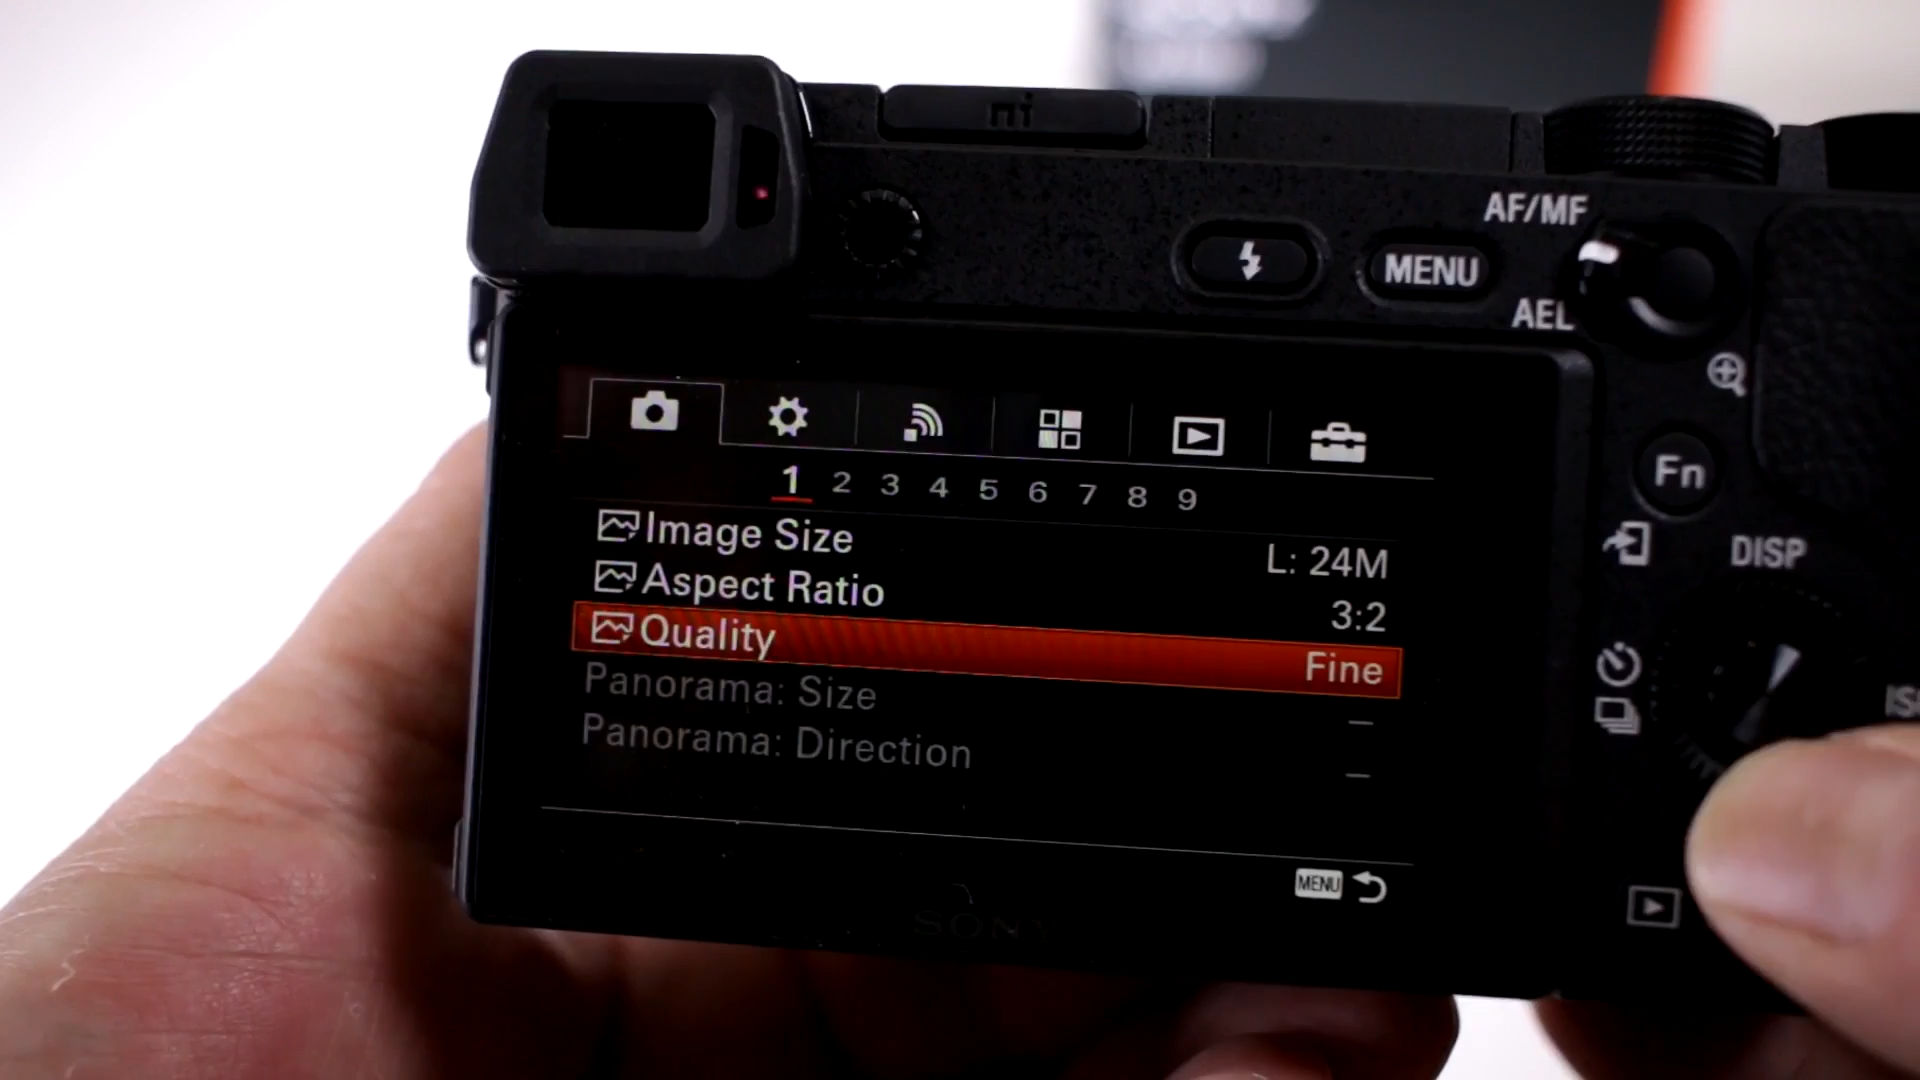 AF/MF
MENU
AEL
Fn
DISP
1 2 3 4 5 6 7 8 9
Image Size L: 24M
Aspect Ratio 3:2
Quality Fine
Panorama: Size –
Panorama: Direction –
MENU
SONY